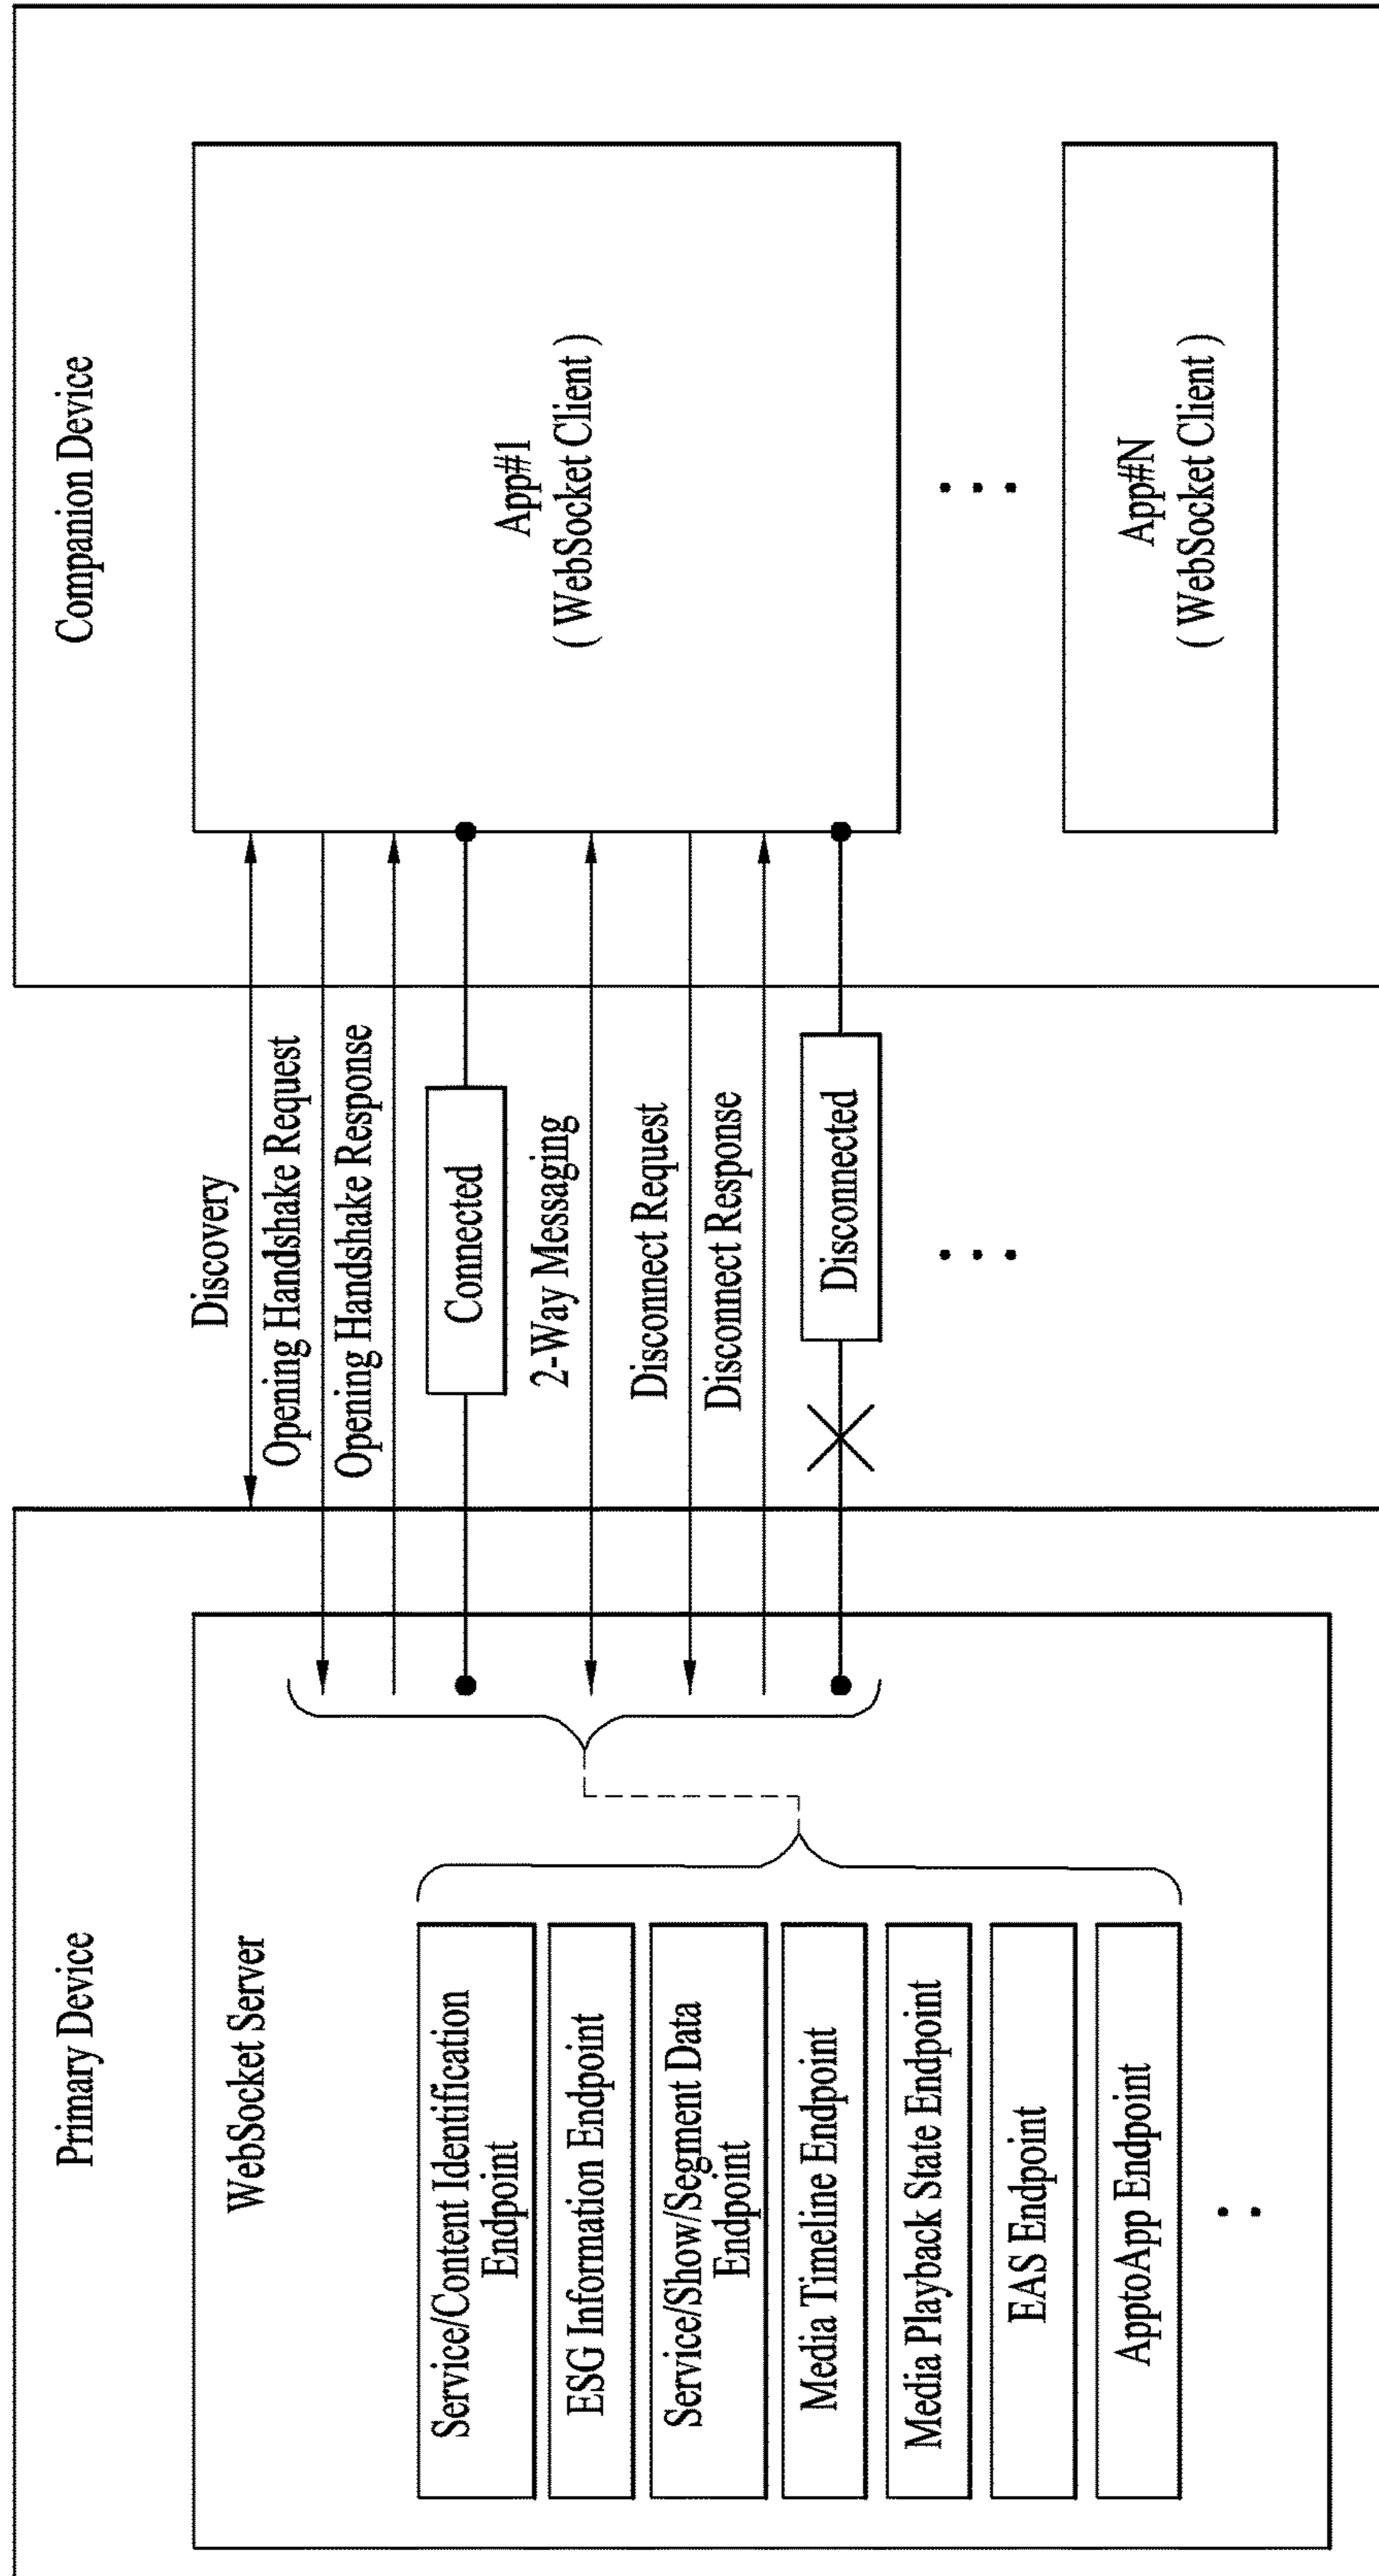 Primary Device
WebSocket Server
Service/Content Identification
Endpoint
ESG Information Endpoint
Service/Show/Segment Data
Endpoint
Media Timeline Endpoint
Media Playback State Endpoint
EAS Endpoint
ApptoApp Endpoint
Discovery
Opening Handshake Request
Opening Handshake Response
Connected
2-Way Messaging
Disconnect Request
Disconnect Response
Disconnected
Companion Device
App#1
( WebSocket Client )
App#N
( WebSocket Client )